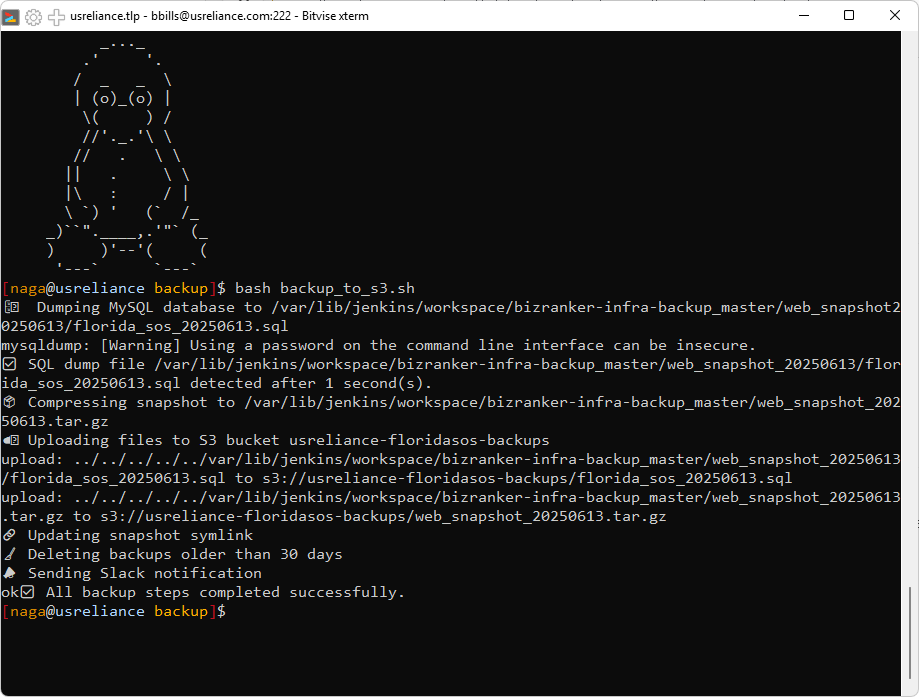 usreliance.tlp - bbills@usreliance.com:222 - Bitvise xterm
[naga@usreliance backup]$ bash backup_to_s3.sh
Dumping MySQL database to /var/lib/jenkins/workspace/bizranker-infra-backup_master/web_snapshot2
0250613/florida_sos_20250613.sql
mysqldump: [Warning] Using a password on the command line interface can be insecure.
SQL dump file /var/lib/jenkins/workspace/bizranker-infra-backup_master/web_snapshot_20250613/flor
ida_sos_20250613.sql detected after 1 second(s).
Compressing snapshot to /var/lib/jenkins/workspace/bizranker-infra-backup_master/web_snapshot_202
50613.tar.gz
Uploading files to S3 bucket usreliance-floridasos-backups
upload: ../../../../../var/lib/jenkins/workspace/bizranker-infra-backup_master/web_snapshot_20250613
/florida_sos_20250613.sql to s3://usreliance-floridasos-backups/florida_sos_20250613.sql
upload: ../../../../../var/lib/jenkins/workspace/bizranker-infra-backup_master/web_snapshot_20250613
.tar.gz to s3://usreliance-floridasos-backups/web_snapshot_20250613.tar.gz
Updating snapshot symlink
Deleting backups older than 30 days
Sending Slack notification
ok☑ All backup steps completed successfully.
[naga@usreliance backup]$